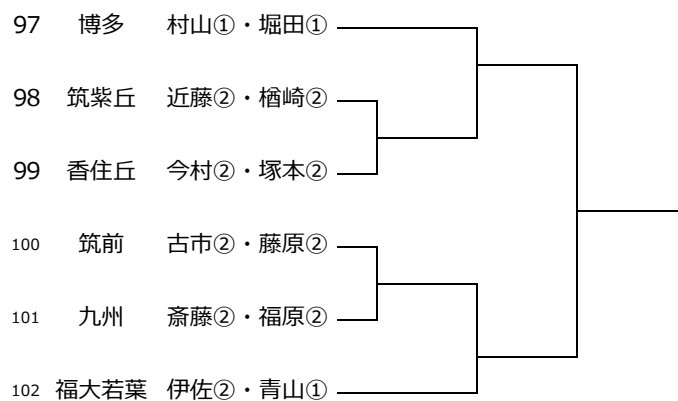 97 博多 村山①・堀田①
98 筑紫丘 近藤②・楢崎②
99 香住丘 今村②・塚本②
100 筑前 古市②・藤原②
101 九州 斎藤②・福原②
102 福大若葉 伊佐②・青山①